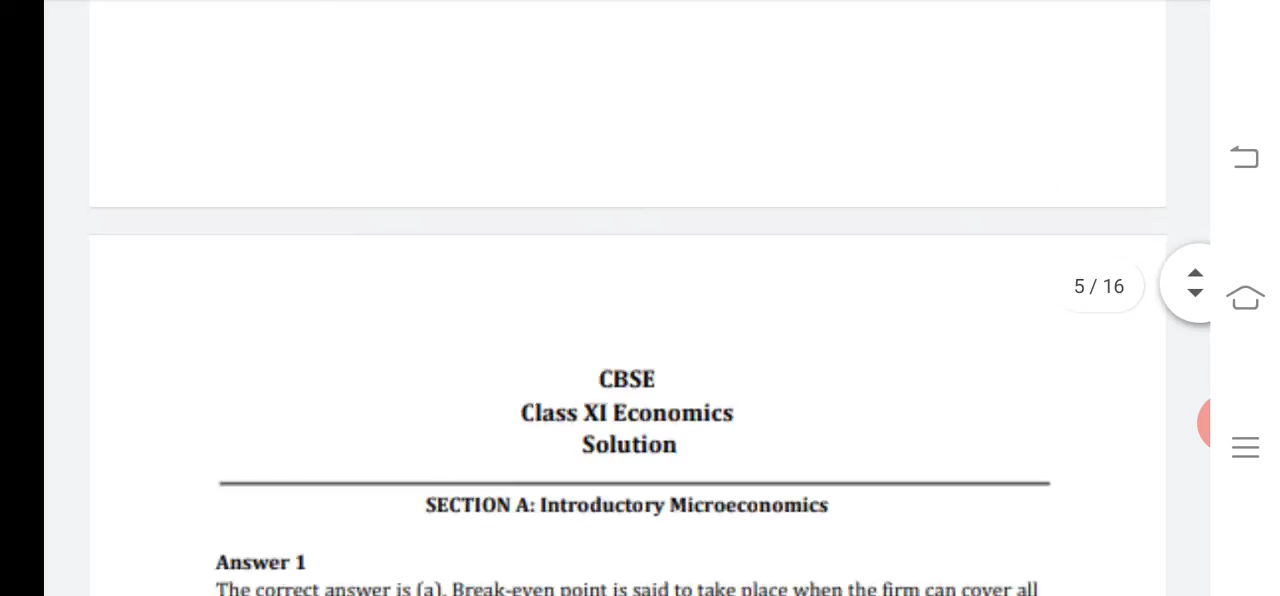 5 / 16
CBSE
Class XI Economics
Solution
SECTION A: Introductory Microeconomics
Answer 1
The correct answer is (a). Break-even point is said to take place when the firm can cover all